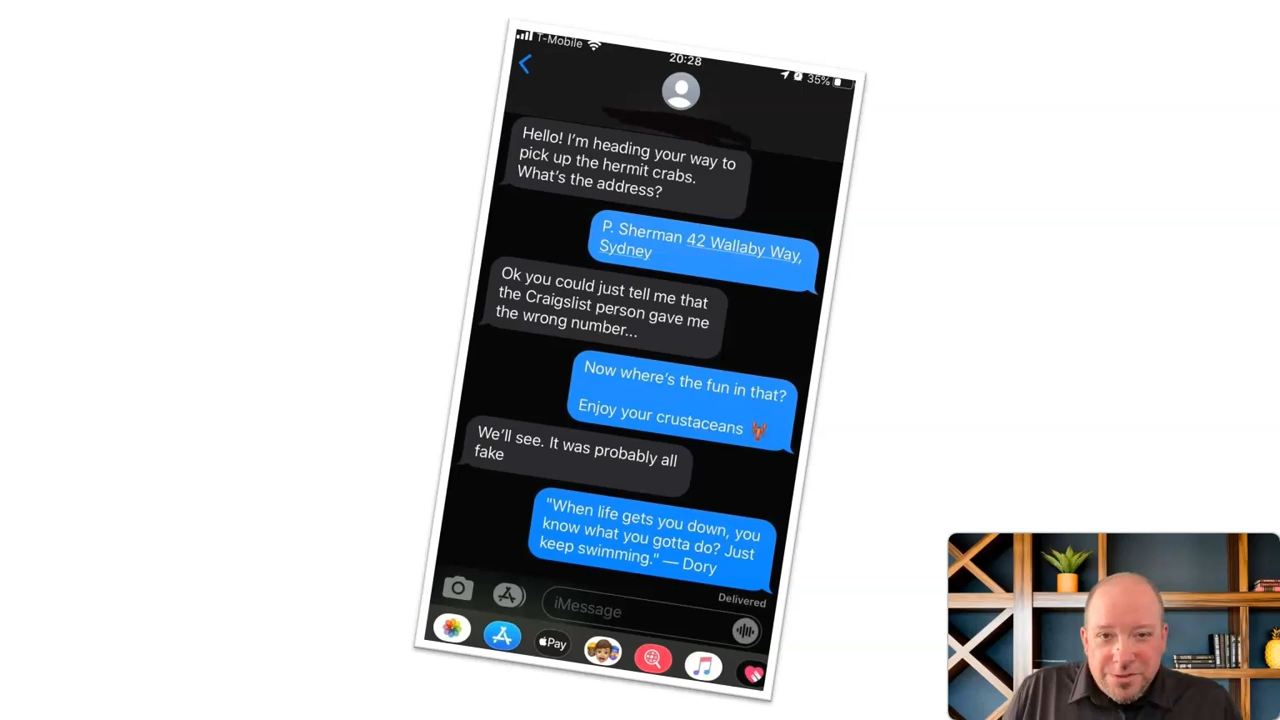 T-Mobile
20:28
35%
Hello! I'm heading your way to
pick up the hermit crabs.
What's the address?
P. Sherman 42 Wallaby Way,
Sydney
Ok you could just tell me that
the Craigslist person gave me
the wrong number...
Now where's the fun in that?
Enjoy your crustaceans 🦞
We'll see. It was probably all
fake
"When life gets you down, you
know what you gotta do? Just
keep swimming." — Dory
Delivered
iMessage
Pay